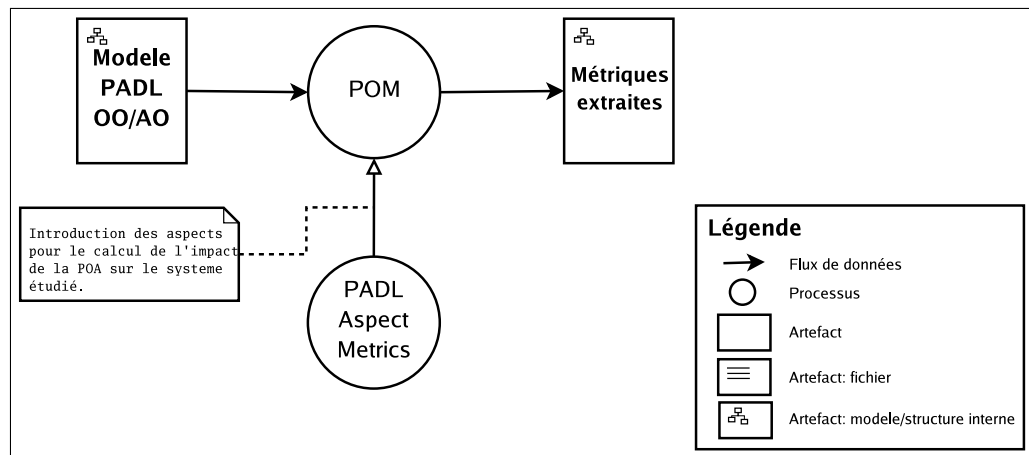 Modele
PADL
OO/AO
POM
Métriques
extraites
Introduction des aspects
pour le calcul de l'impact
de la POA sur le systeme
étudié.
PADL
Aspect
Metrics
Légende
Flux de données
Processus
Artefact
Artefact: fichier
Artefact: modele/structure interne